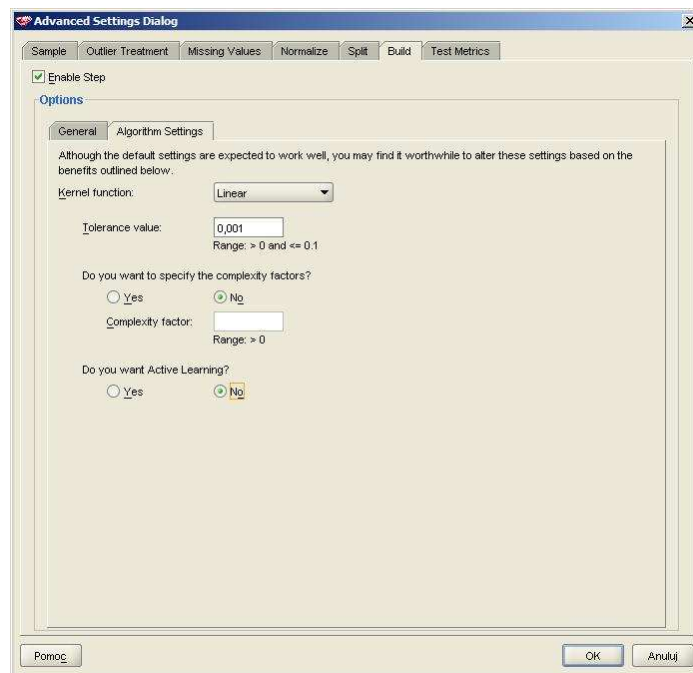 Advanced Settings Dialog
Sample Outlier Treatment Missing Values Normalize Split Build Test Metrics
Enable Step
Options
General Algorithm Settings
Although the default settings are expected to work well, you may find it worthwhile to alter these settings based on the
benefits outlined below.
Kernel function: Linear
Tolerance value: 0,001
Range: > 0 and <= 0.1
Do you want to specify the complexity factors?
Yes No
Complexity factor:
Range: > 0
Do you want Active Learning?
Yes No
Pomoc OK Anuluj